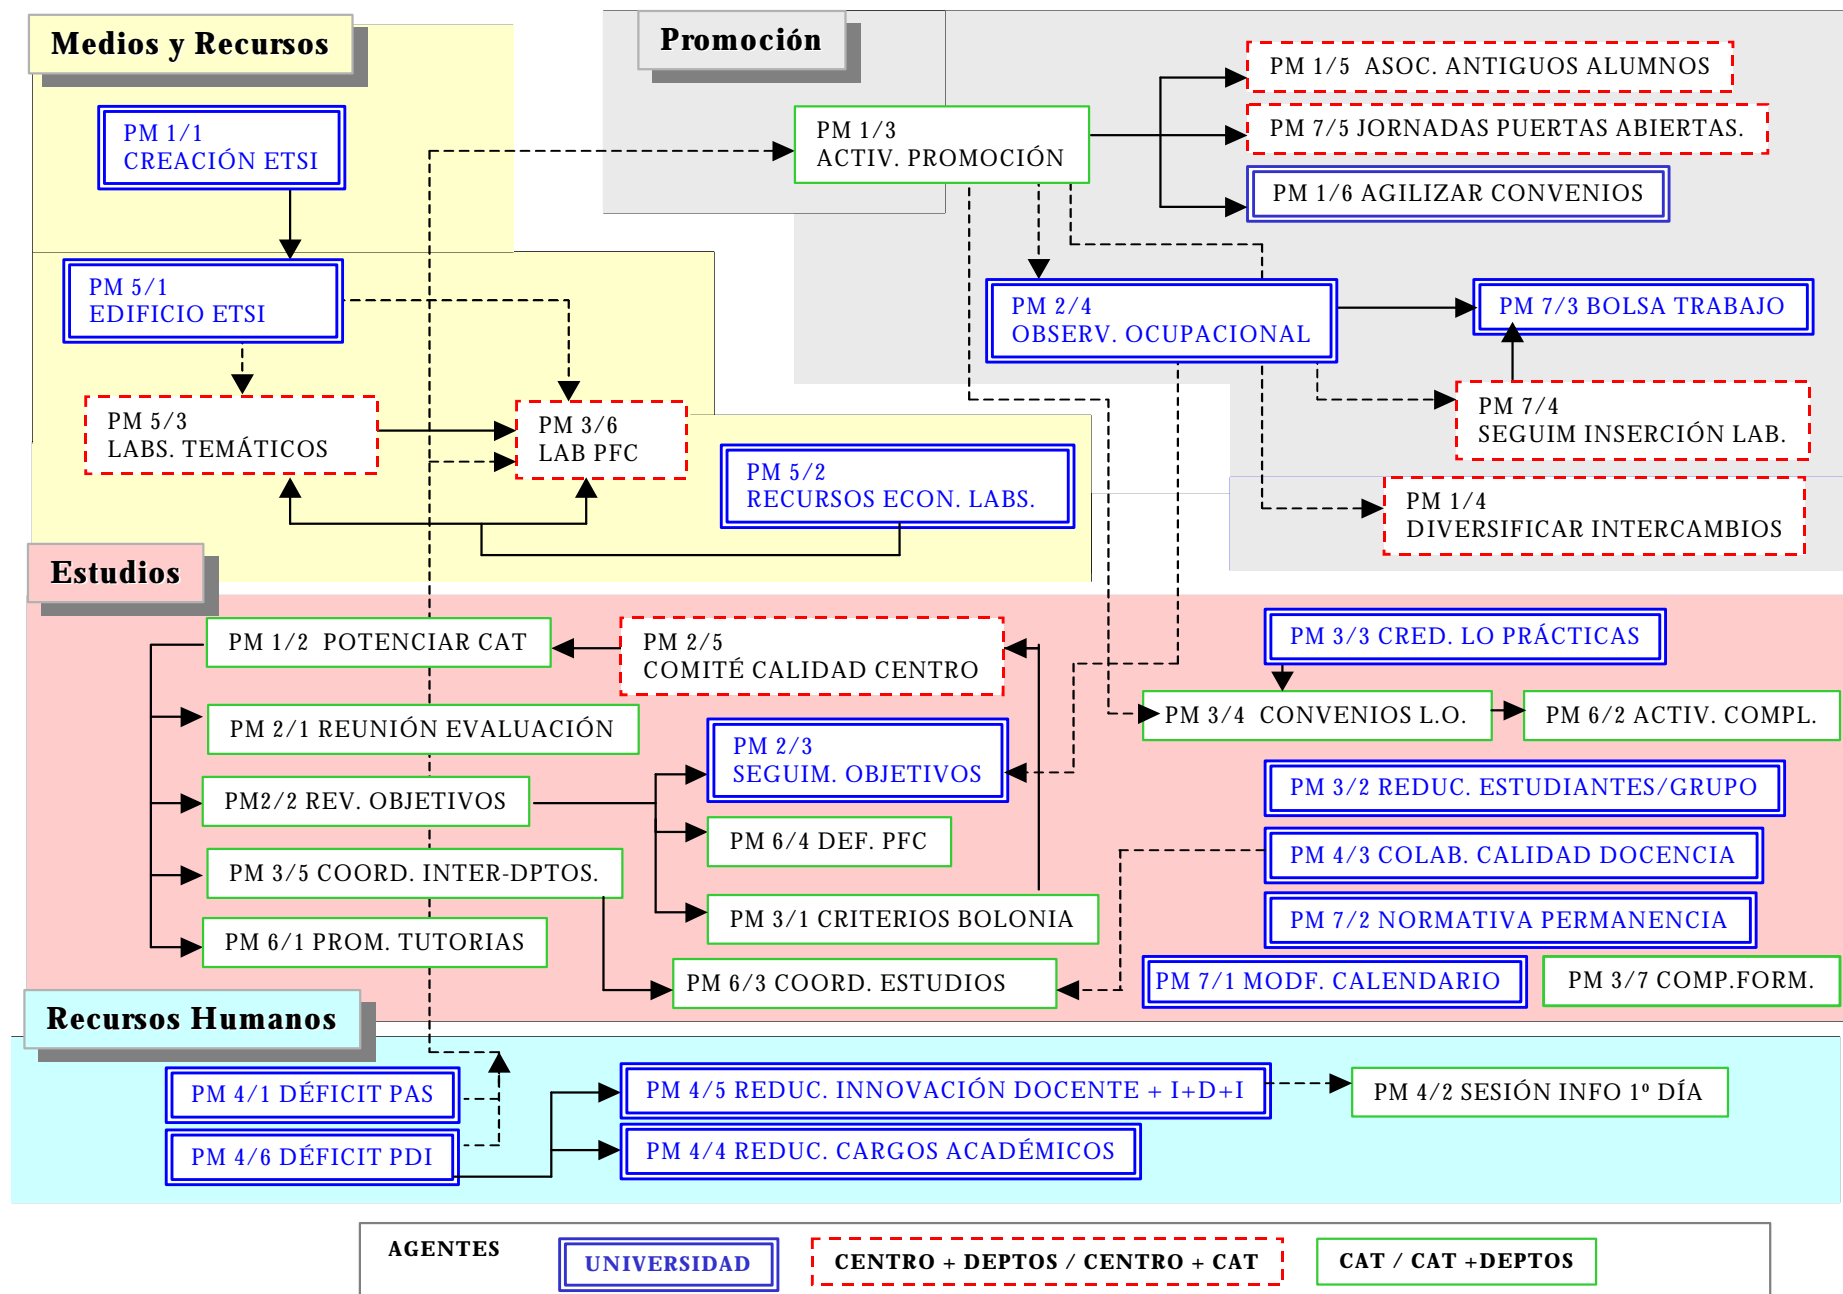 Medios y Recursos
PM 1/1
CREACIÓN ETSI
PM 5/1
EDIFICIO ETSI
PM 5/3
LABS. TEMÁTICOS
PM 3/6
LAB PFC
PM 5/2
RECURSOS ECON. LABS.
Promoción
PM 1/3
ACTIV. PROMOCIÓN
PM 1/5 ASOC. ANTIGUOS ALUMNOS
PM 7/5 JORNADAS PUERTAS ABIERTAS.
PM 1/6 AGILIZAR CONVENIOS
PM 2/4
OBSERV. OCUPACIONAL
PM 7/3 BOLSA TRABAJO
PM 7/4
SEGUIM INSERCIÓN LAB.
PM 1/4
DIVERSIFICAR INTERCAMBIOS
Estudios
PM 1/2 POTENCIAR CAT
PM 2/5
COMITÉ CALIDAD CENTRO
PM 3/3 CRED. LO PRÁCTICAS
PM 2/1 REUNIÓN EVALUACIÓN
PM 3/4 CONVENIOS L.O.
PM 6/2 ACTIV. COMPL.
PM 2/3
SEGUIM. OBJETIVOS
PM2/2 REV. OBJETIVOS
PM 3/2 REDUC. ESTUDIANTES/GRUPO
PM 6/4 DEF. PFC
PM 4/3 COLAB. CALIDAD DOCENCIA
PM 3/5 COORD. INTER-DPTOS.
PM 3/1 CRITERIOS BOLONIA
PM 7/2 NORMATIVA PERMANENCIA
PM 6/1 PROM. TUTORIAS
PM 6/3 COORD. ESTUDIOS
PM 7/1 MODF. CALENDARIO
PM 3/7 COMP.FORM.
Recursos Humanos
PM 4/1 DÉFICIT PAS
PM 4/5 REDUC. INNOVACIÓN DOCENTE + I+D+I
PM 4/2 SESIÓN INFO 1º DÍA
PM 4/6 DÉFICIT PDI
PM 4/4 REDUC. CARGOS ACADÉMICOS
AGENTES
UNIVERSIDAD
CENTRO + DEPTOS / CENTRO + CAT
CAT / CAT +DEPTOS